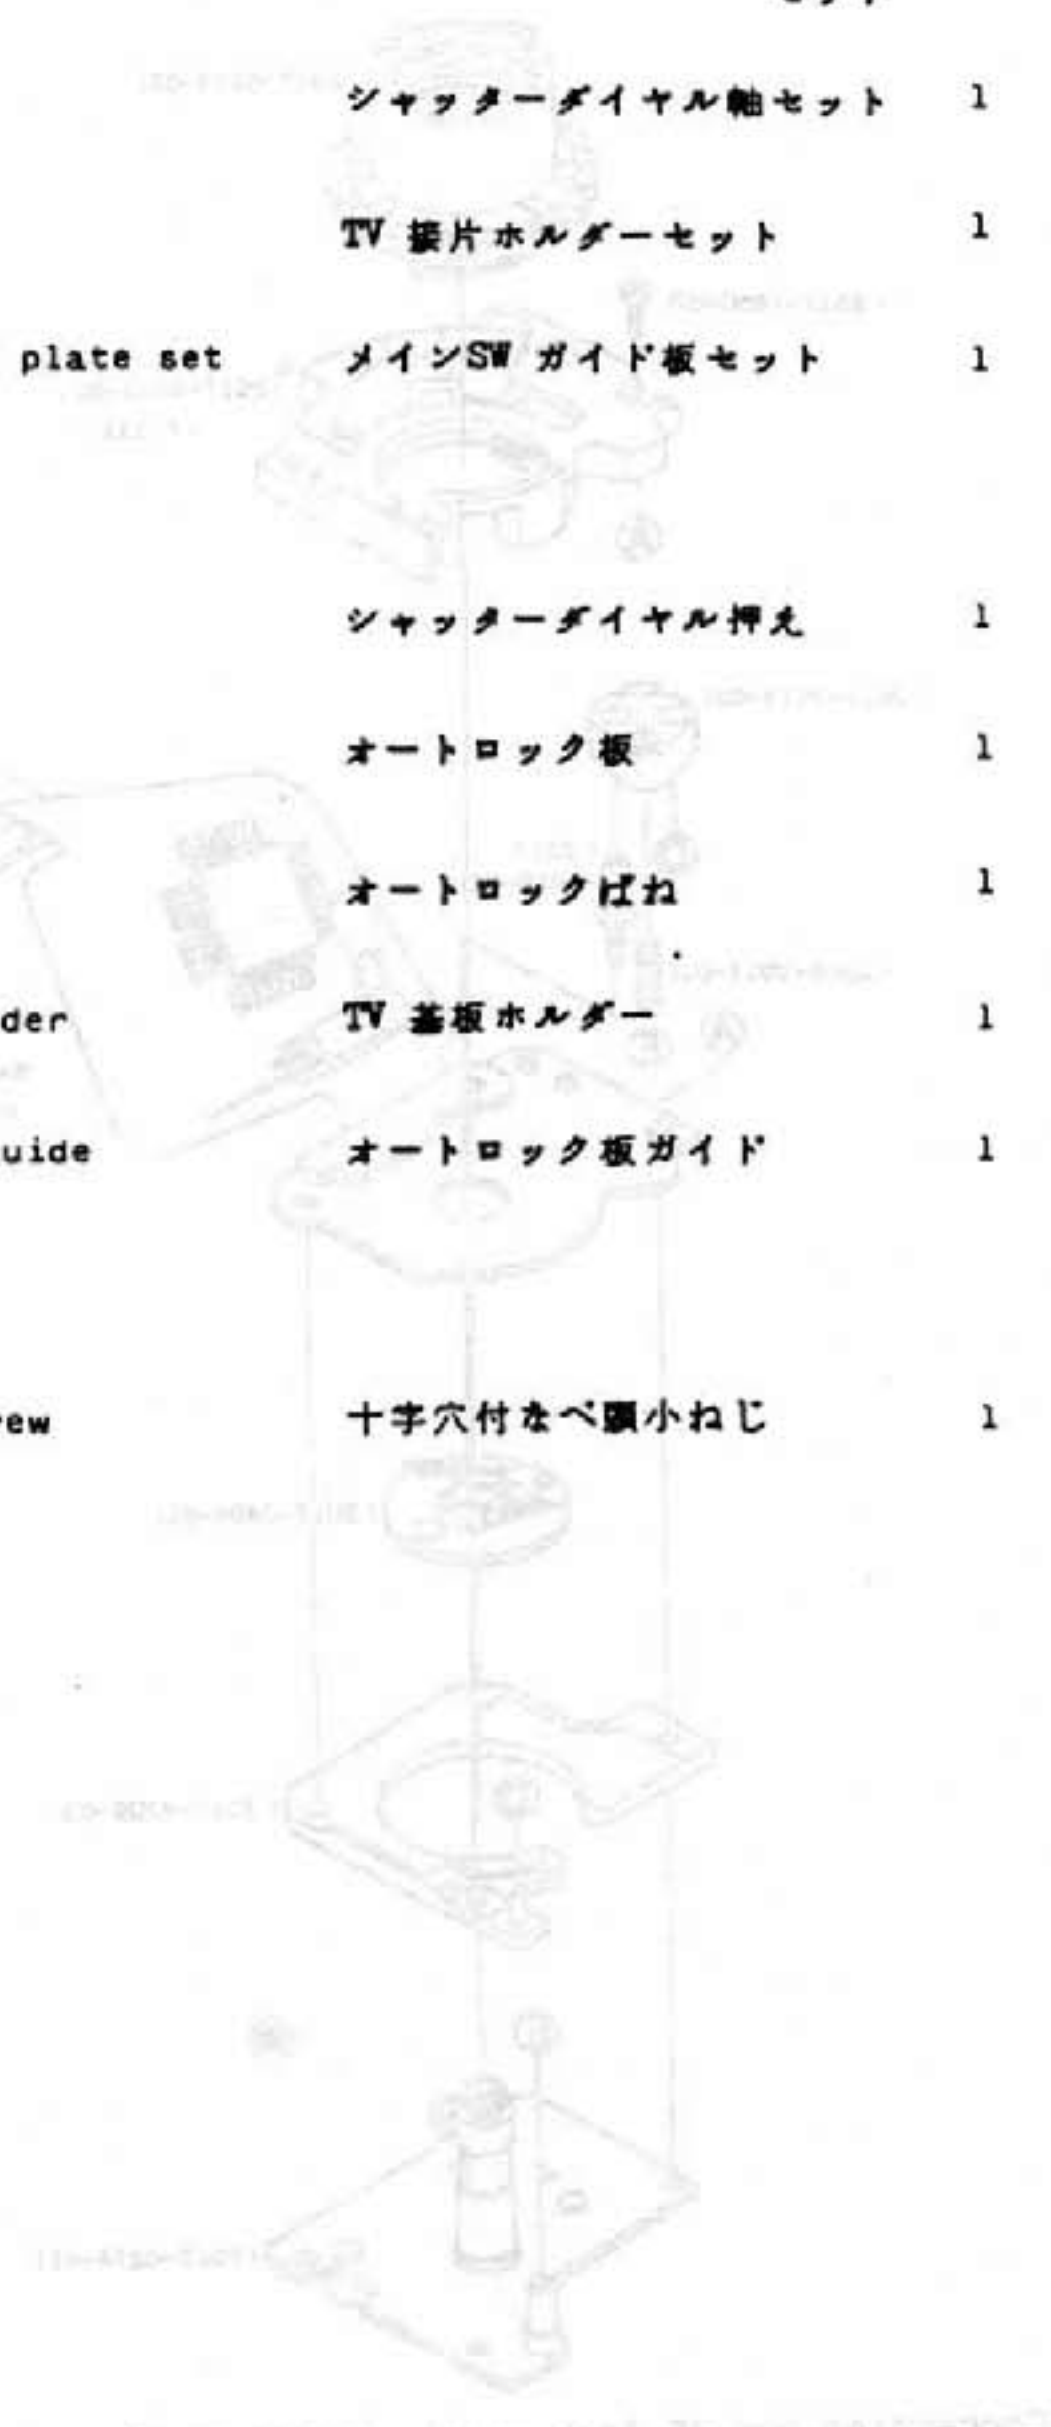 セット
シャッターダイヤル軸セット 1
TV 接片ホルダーセット 1
plate set メインSW ガイド板セット 1
シャッターダイヤル押え 1
オートロック板 1
オートロックばね 1
der TV 基板ホルダー 1
uide オートロック板ガイド 1
ew 十字穴付なべ頭小ねじ 1